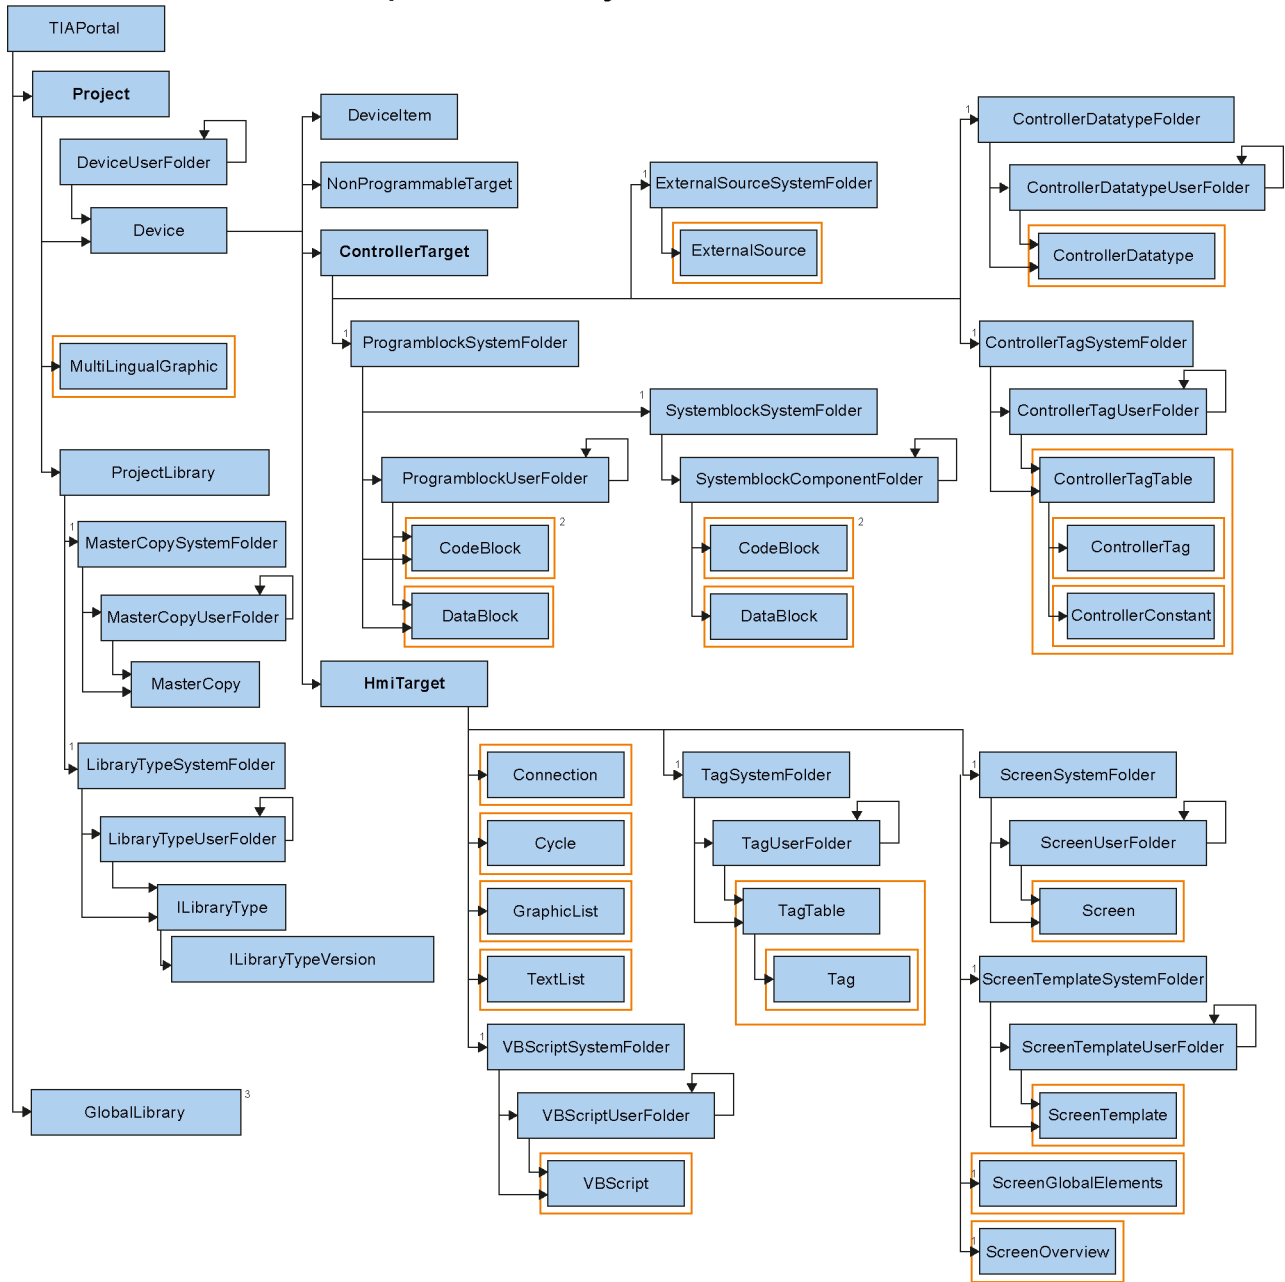 TIAPortal
Project
DeviceUserFolder
Device
MultiLingualGraphic
ProjectLibrary
1
MasterCopySystemFolder
MasterCopyUserFolder
MasterCopy
1
LibraryTypeSystemFolder
LibraryTypeUserFolder
ILibraryType
ILibraryTypeVersion
GlobalLibrary
3
DeviceItem
NonProgrammableTarget
ControllerTarget
1
ExternalSourceSystemFolder
ExternalSource
1
ControllerDatatypeFolder
ControllerDatatypeUserFolder
ControllerDatatype
1
ProgramblockSystemFolder
ProgramblockUserFolder
CodeBlock
2
DataBlock
1
SystemblockSystemFolder
SystemblockComponentFolder
CodeBlock
2
DataBlock
1
ControllerTagSystemFolder
ControllerTagUserFolder
ControllerTagTable
ControllerTag
ControllerConstant
HmiTarget
Connection
Cycle
GraphicList
TextList
1
VBScriptSystemFolder
VBScriptUserFolder
VBScript
1
TagSystemFolder
TagUserFolder
TagTable
Tag
1
ScreenSystemFolder
ScreenUserFolder
Screen
1
ScreenTemplateSystemFolder
ScreenTemplateUserFolder
ScreenTemplate
1
ScreenGlobalElements
1
ScreenOverview